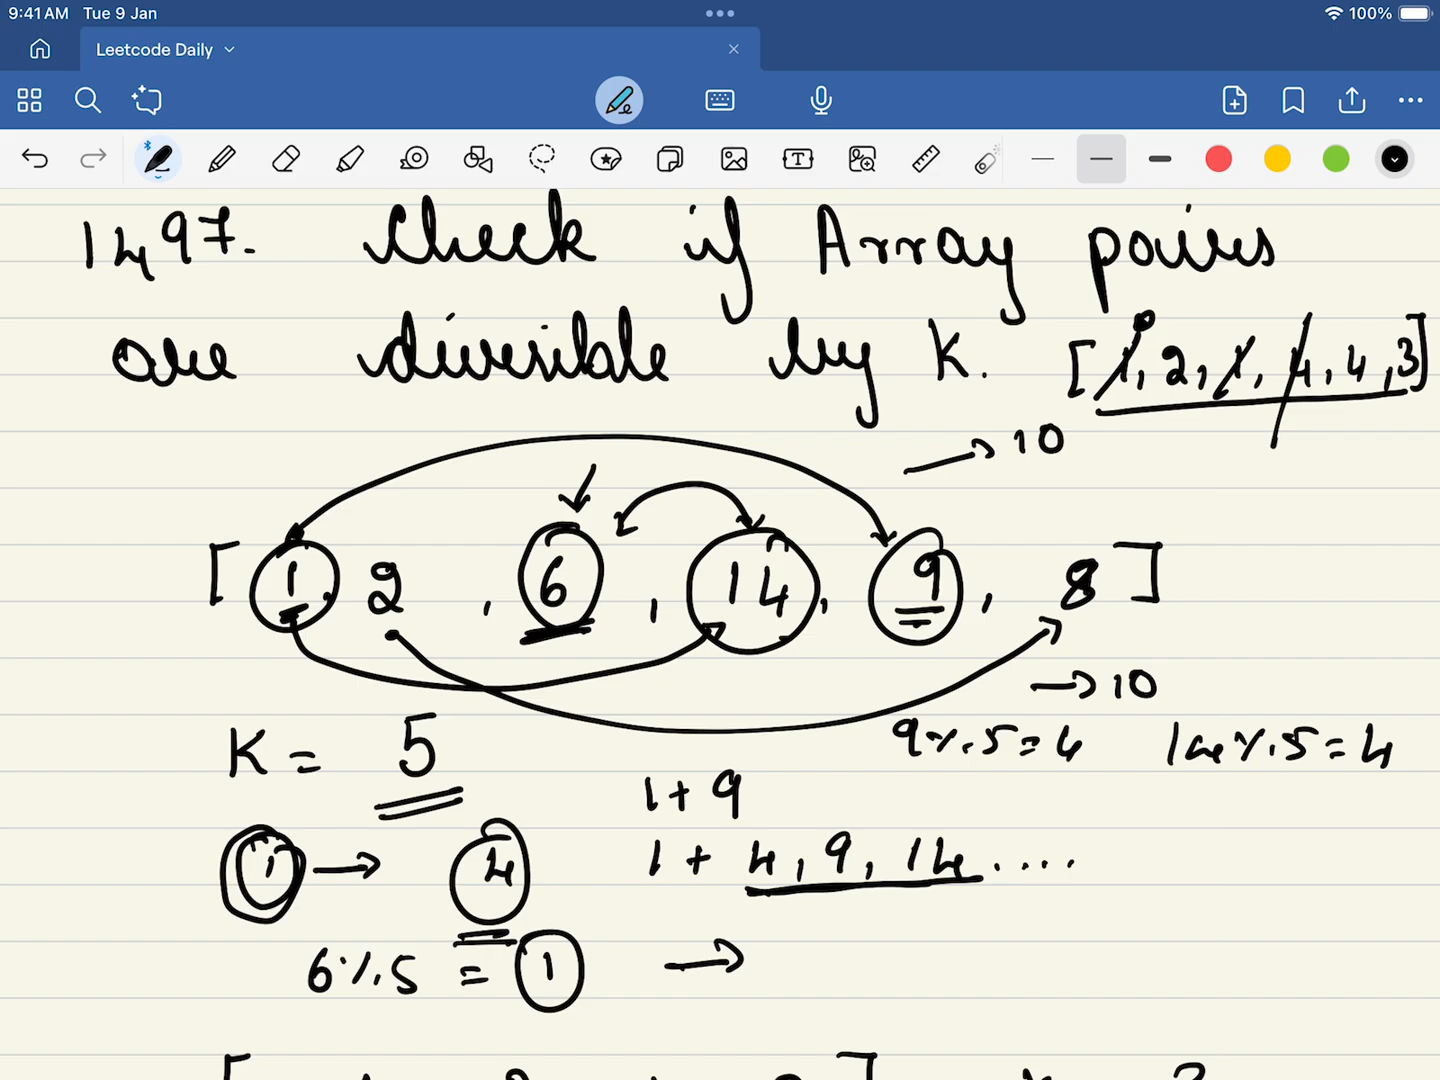 9:41 AM Tue 9 Jan
100%
Leetcode Daily
1497. Check if Array paires
are divisible by K. [1, 2, 1, 4, 4, 3]
→ 10
[1, 2, 6, 14, 9, 8]
→ 10
K = 5
9%5=4 14%5=4
1 + 9
1 → 4
1 + 4, 9, 14 ....
6%5 = 1 →